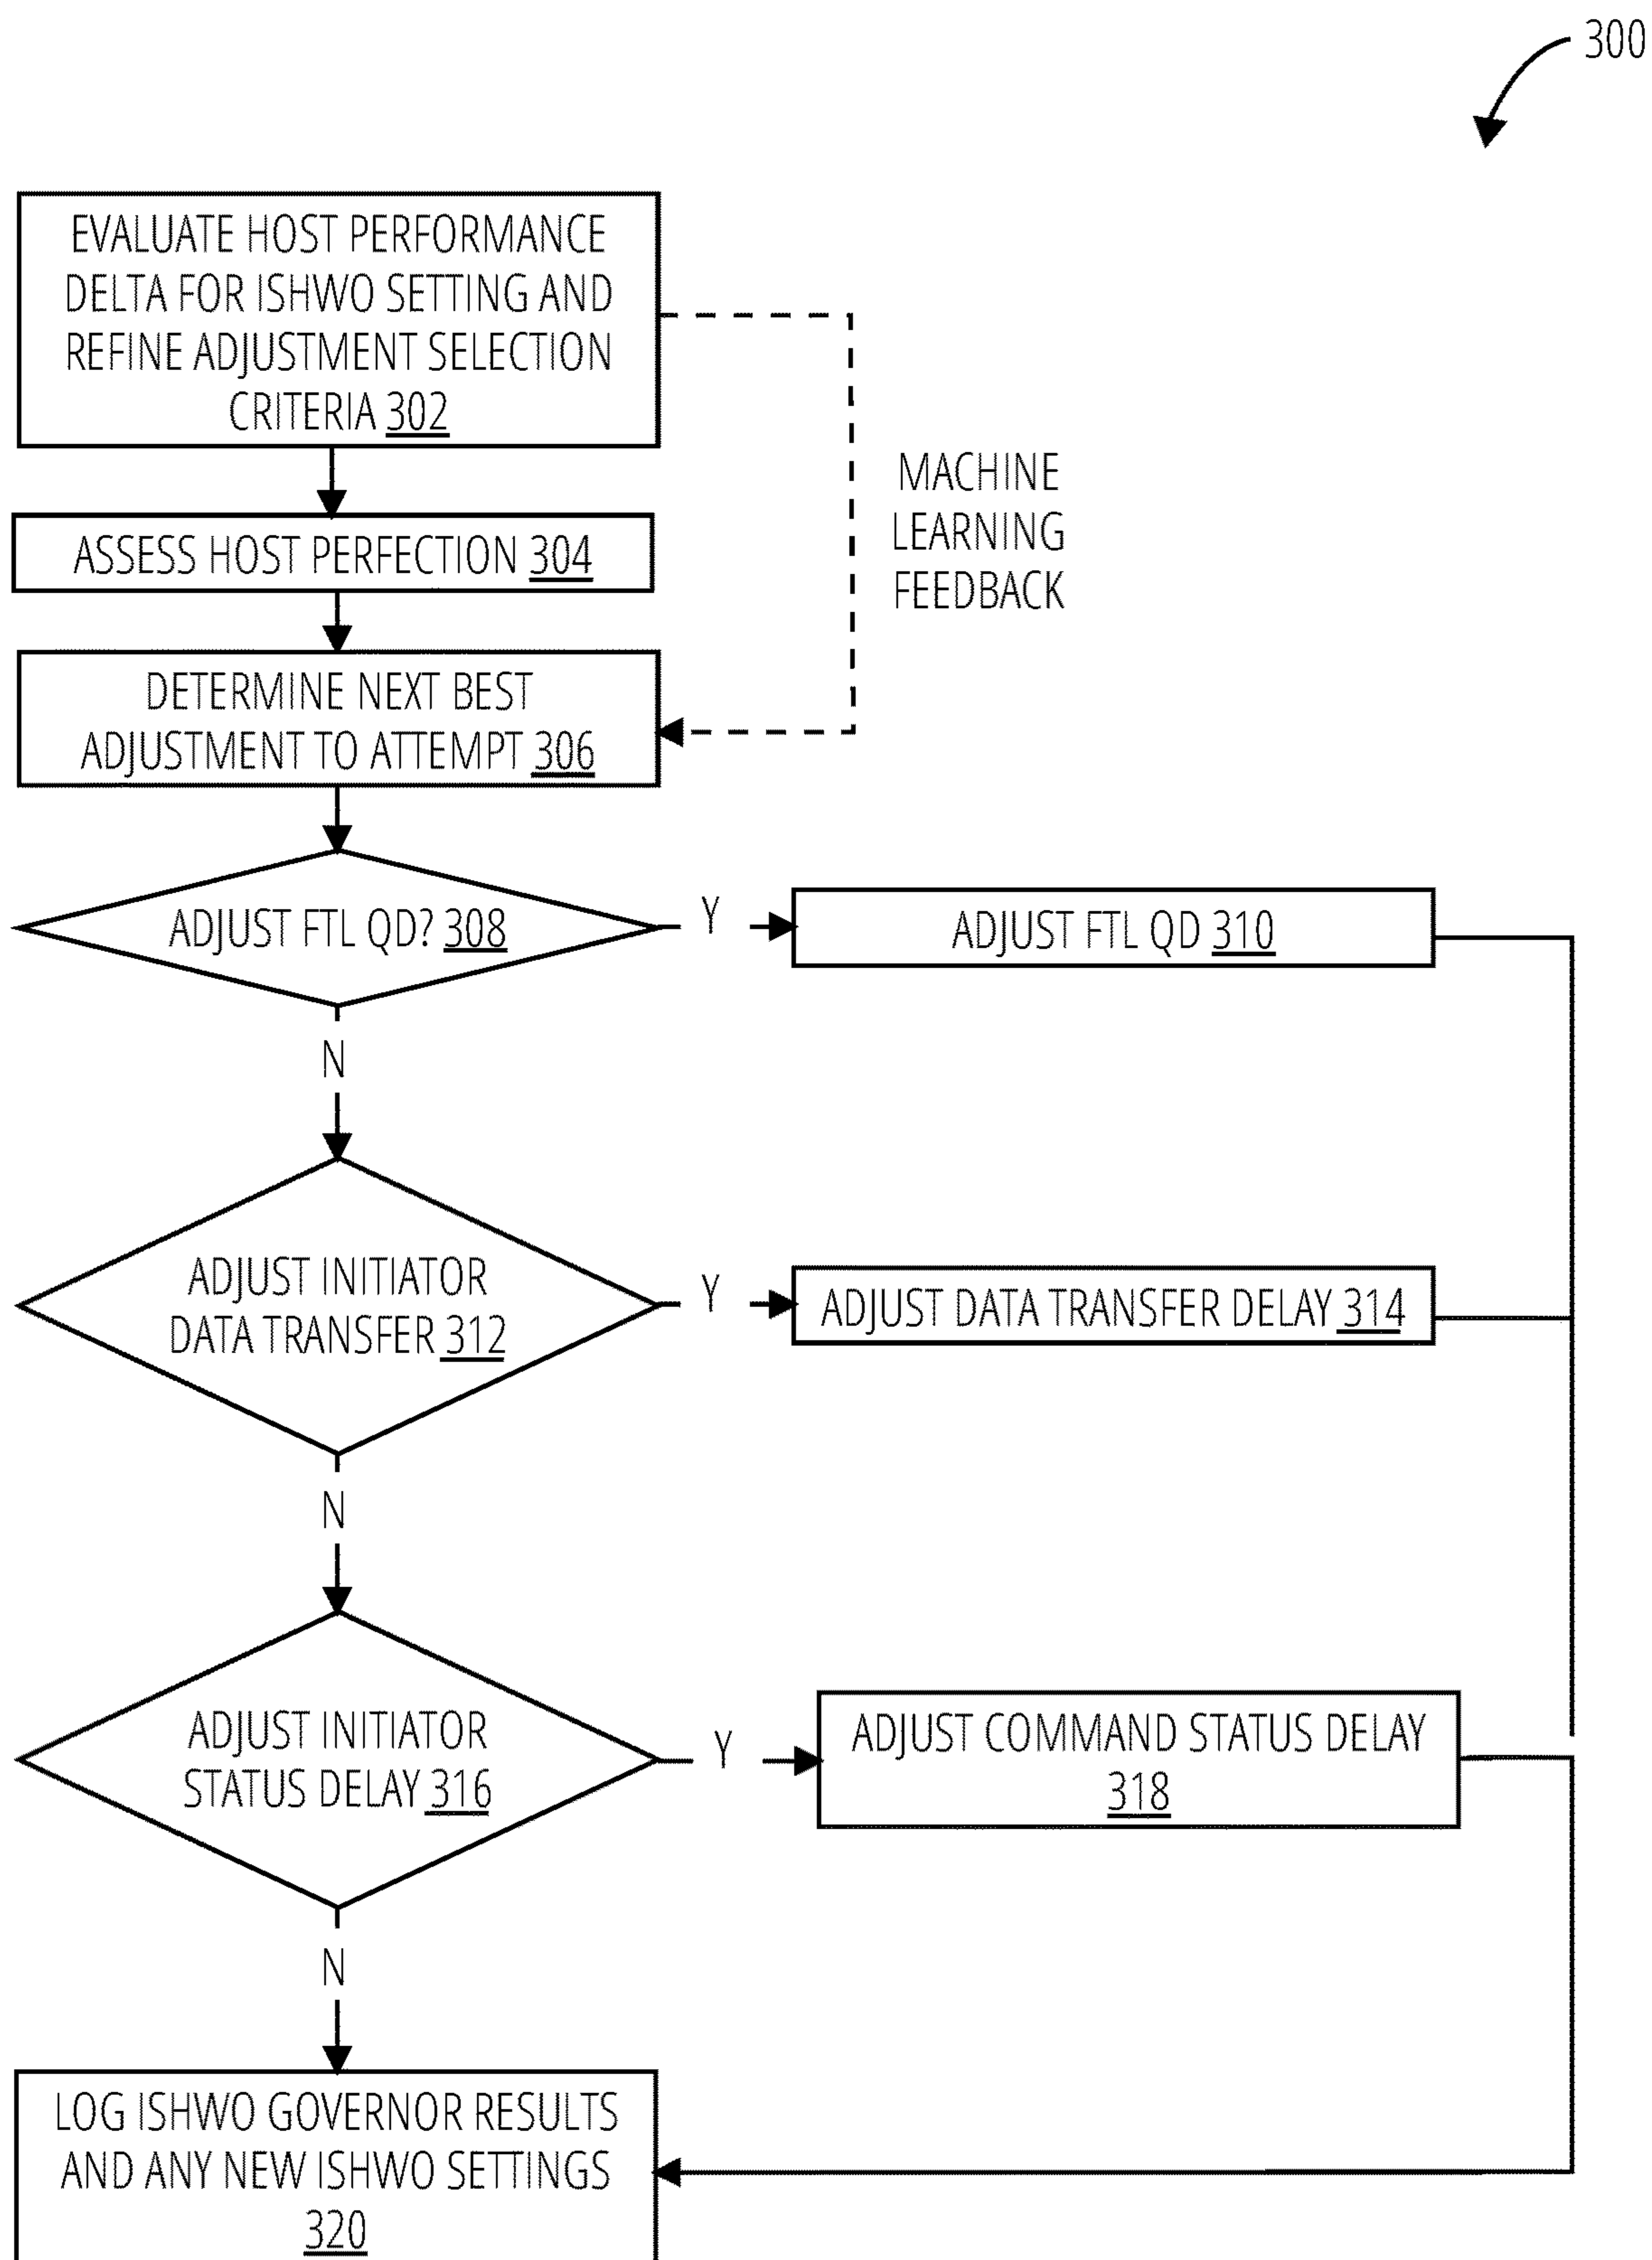 300
EVALUATE HOST PERFORMANCE
DELTA FOR ISHWO SETTING AND
REFINE ADJUSTMENT SELECTION
CRITERIA 302
MACHINE
LEARNING
FEEDBACK
ASSESS HOST PERFECTION 304
DETERMINE NEXT BEST
ADJUSTMENT TO ATTEMPT 306
ADJUST FTL QD? 308
Y
ADJUST FTL QD 310
N
ADJUST INITIATOR
DATA TRANSFER 312
Y
ADJUST DATA TRANSFER DELAY 314
N
ADJUST INITIATOR
STATUS DELAY 316
Y
ADJUST COMMAND STATUS DELAY
318
N
LOG ISHWO GOVERNOR RESULTS
AND ANY NEW ISHWO SETTINGS
320